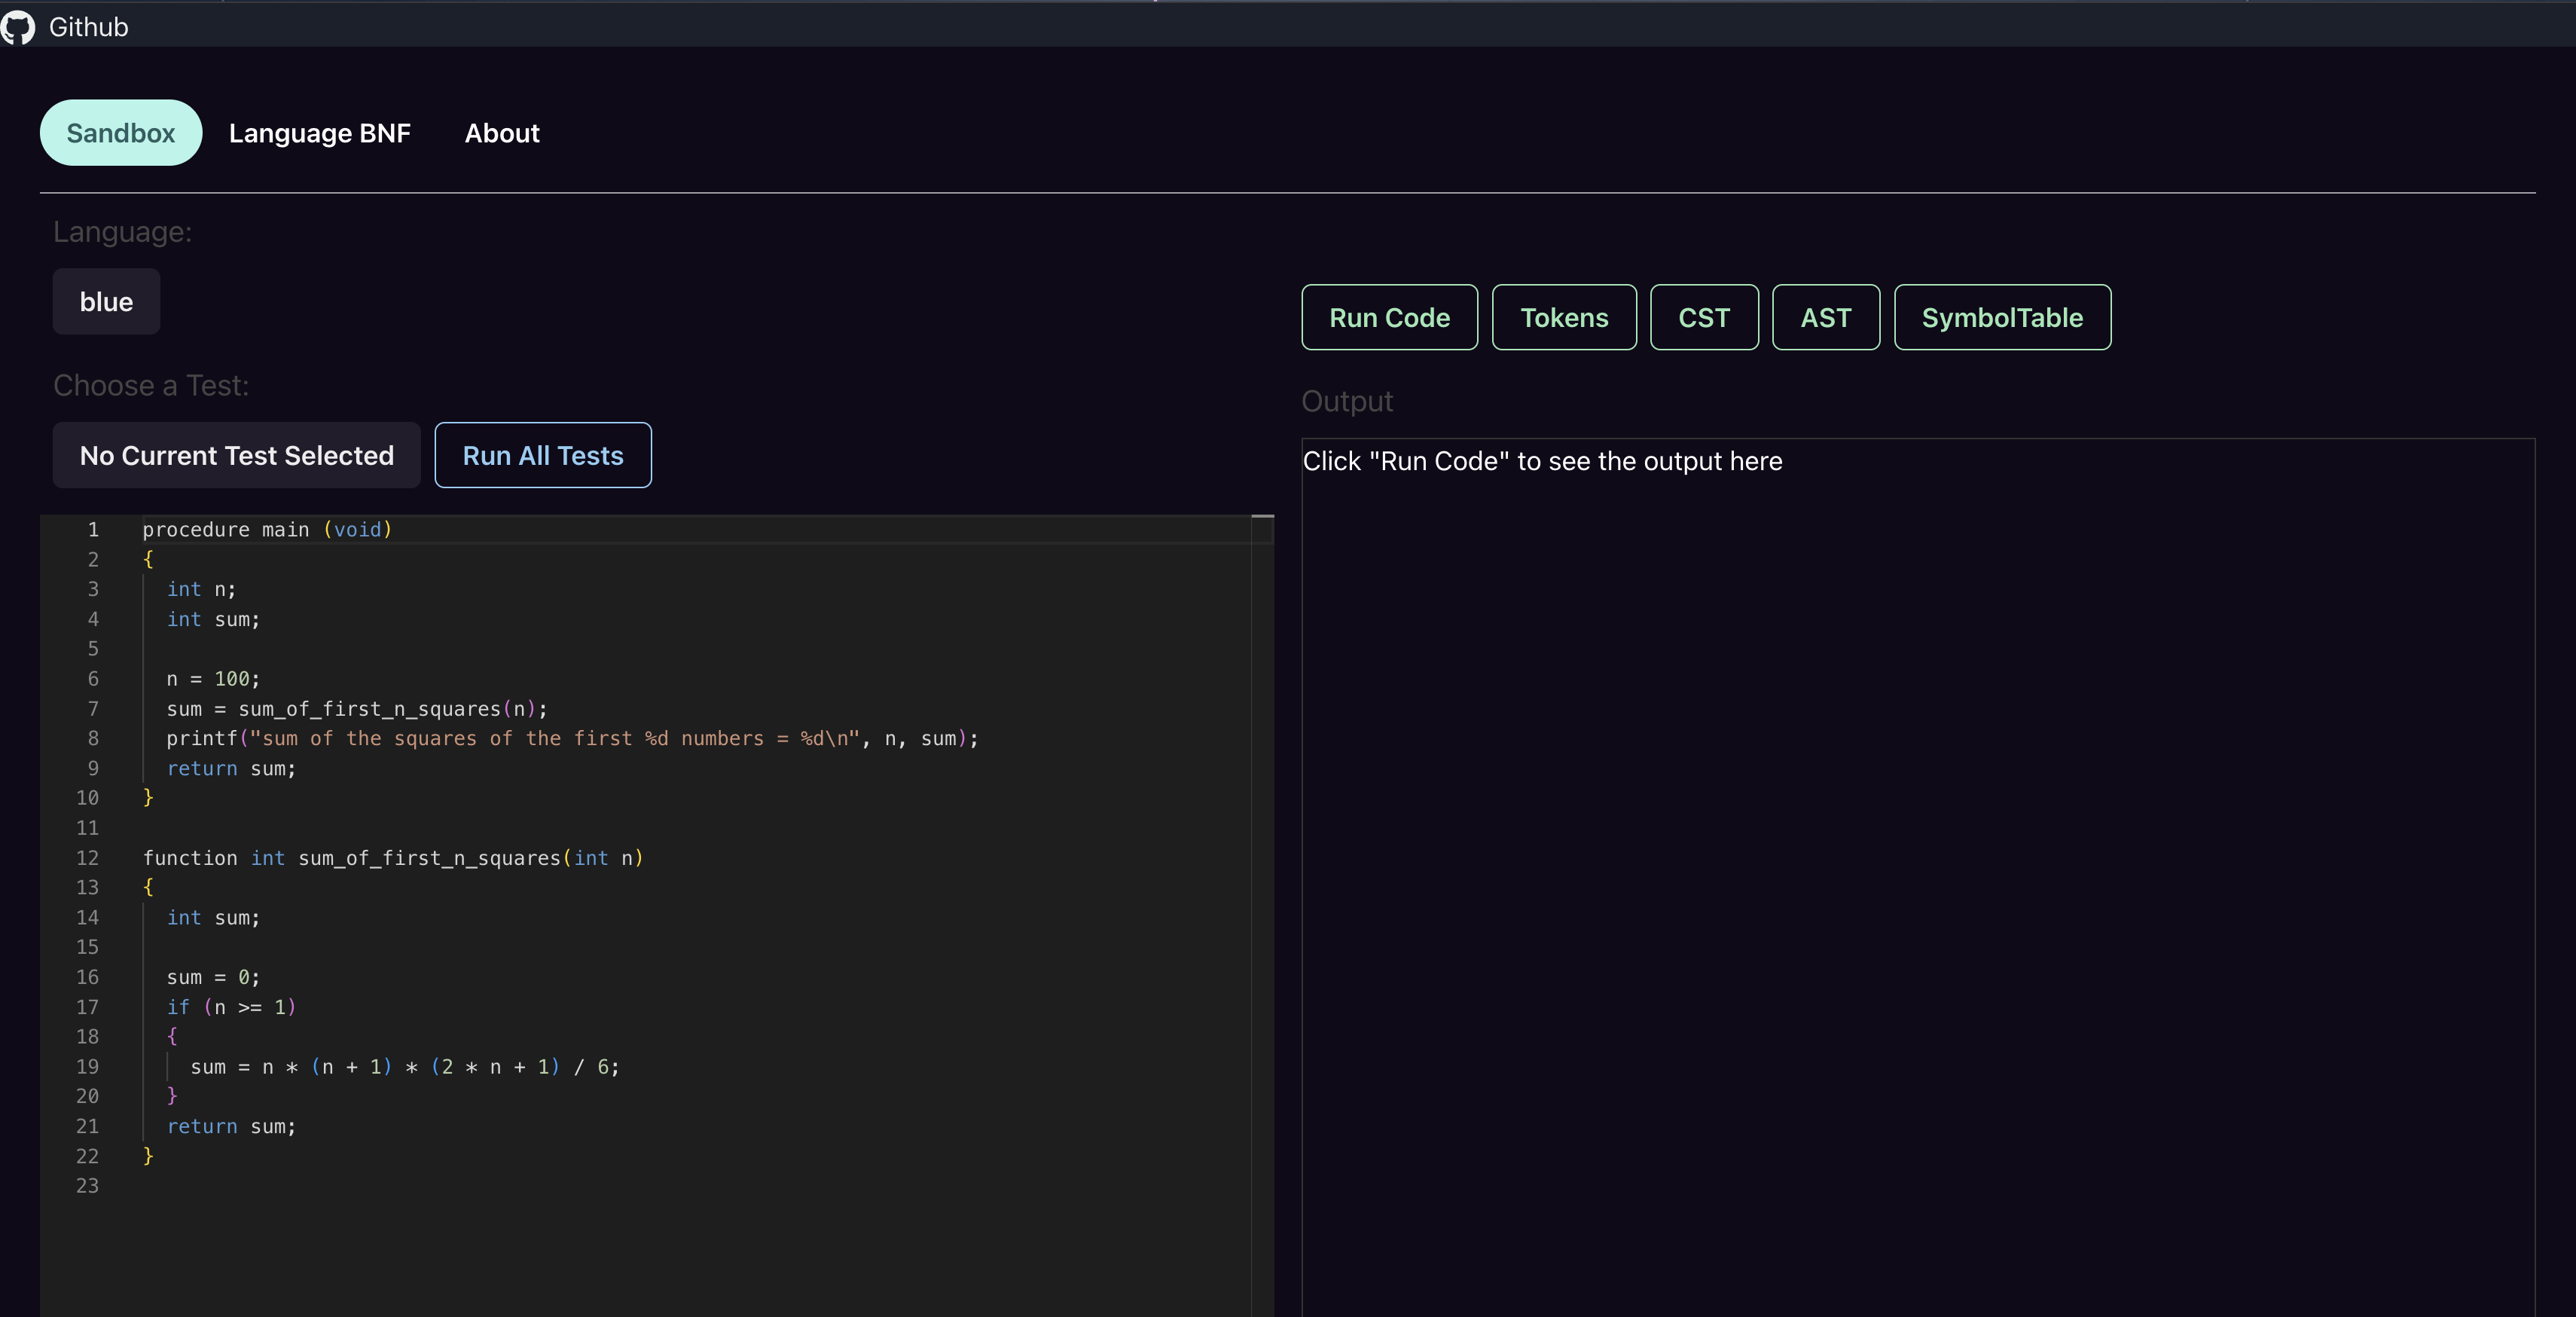 Github
Sandbox Language BNF About
Language:
blue
Choose a Test:
No Current Test Selected Run All Tests
1 procedure main (void)
2 {
3   int n;
4   int sum;
5
6   n = 100;
7   sum = sum_of_first_n_squares(n);
8   printf("sum of the squares of the first %d numbers = %d\n", n, sum);
9   return sum;
10 }
11
12 function int sum_of_first_n_squares(int n)
13 {
14   int sum;
15
16   sum = 0;
17   if (n >= 1)
18   {
19     sum = n * (n + 1) * (2 * n + 1) / 6;
20   }
21   return sum;
22 }
23
Run Code Tokens CST AST SymbolTable
Output
Click "Run Code" to see the output here